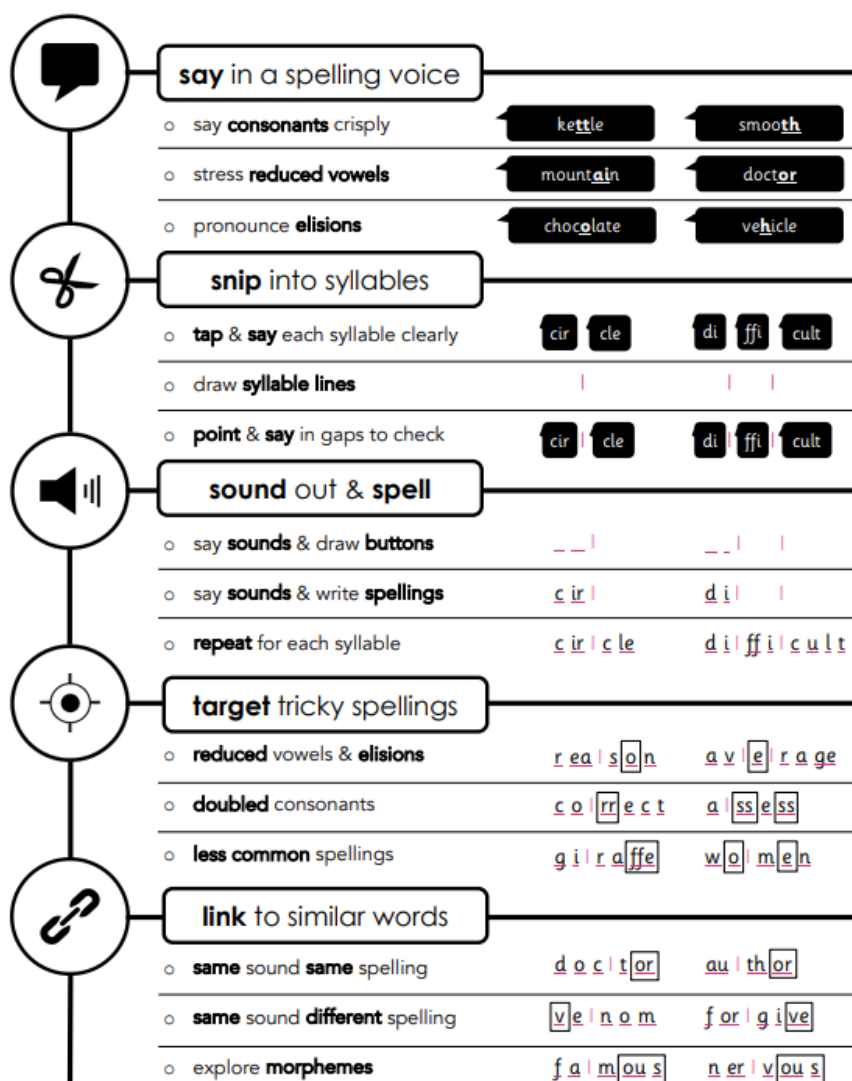 say in a spelling voice
say consonants crisply kettle smooth
stress reduced vowels mountain doctor
pronounce elisions chocolate vehicle
snip into syllables
tap & say each syllable clearly cir cle di ffi cult
draw syllable lines | | |
point & say in gaps to check cir | cle di | ffi | cult
sound out & spell
say sounds & draw buttons _ _ | _ _ | |
say sounds & write spellings c ir | d i | |
repeat for each syllable c ir | c le d i | ff i | c u l t
target tricky spellings
reduced vowels & elisions r ea | s o n a v | e | r a ge
doubled consonants c o | rr e c t a | ss e ss
less common spellings g i | r a ffe w o | m e n
link to similar words
same sound same spelling d o c | t or au | th or
same sound different spelling v e | n o m f or | g i ve
explore morphemes f a | m ou s n er | v ou s